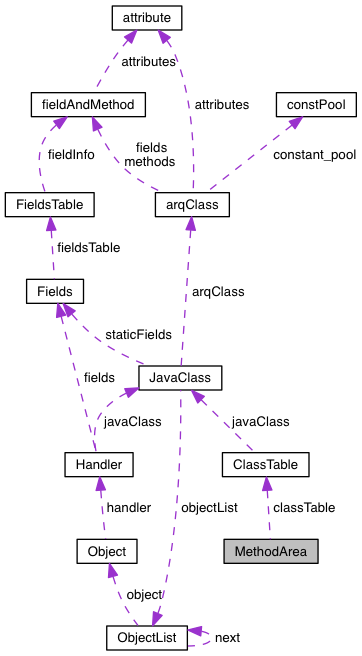 attribute
attributes
fieldAndMethod
attributes
constPool
fieldInfo
fields
methods
constant_pool
FieldsTable
arqClass
fieldsTable
Fields
arqClass
staticFields
fields
JavaClass
javaClass
javaClass
Handler
ClassTable
handler
objectList
classTable
Object
MethodArea
object
ObjectList
next